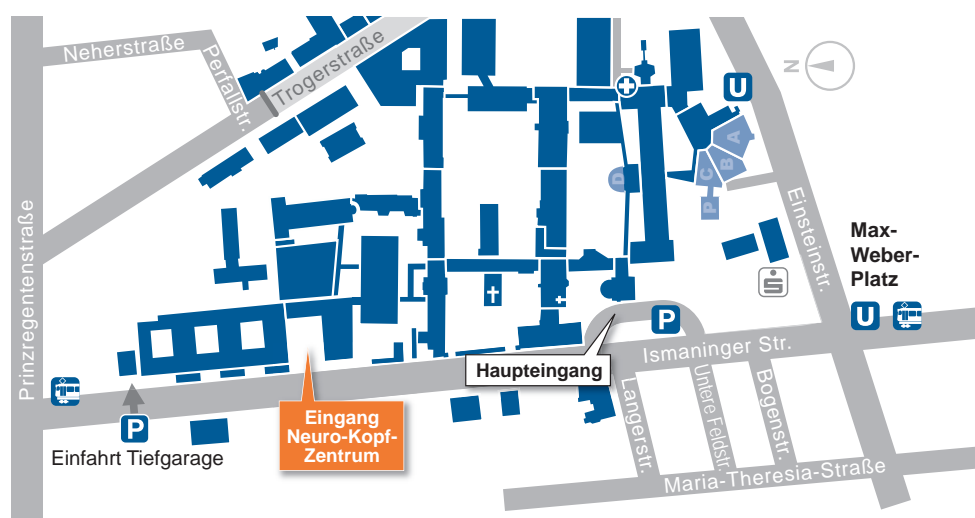 Neherstraße
Perfallstr.
Trogerstraße
N
U
A
B
C
D
P
Prinzregentenstraße
Einsteinstr.
Max-
Weber-
Platz
U
P
Ismaninger Str.
Haupteingang
Eingang
Neuro-Kopf-
Zentrum
P
Einfahrt Tiefgarage
Langerstr.
Untere Feldstr.
Bogenstr.
Maria-Theresia-Straße